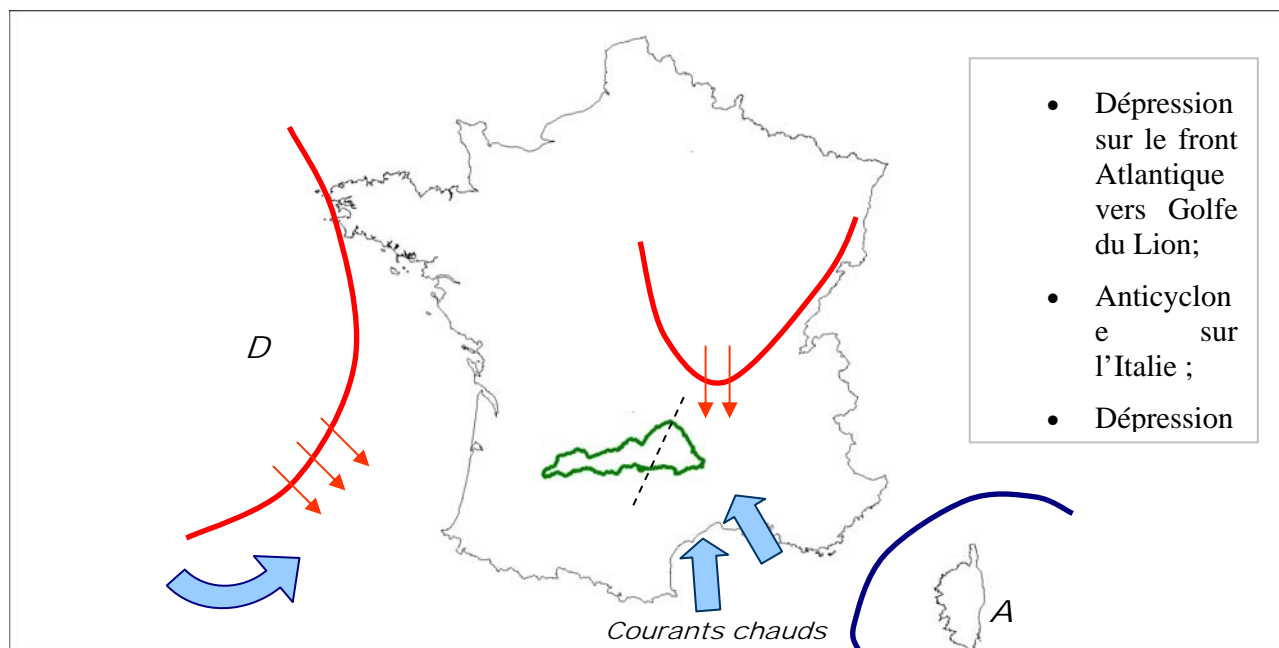 • Dépression
sur le front
Atlantique
vers Golfe
du Lion;
• Anticyclon
e sur
l’Italie ;
• Dépression
D
A
Courants chauds